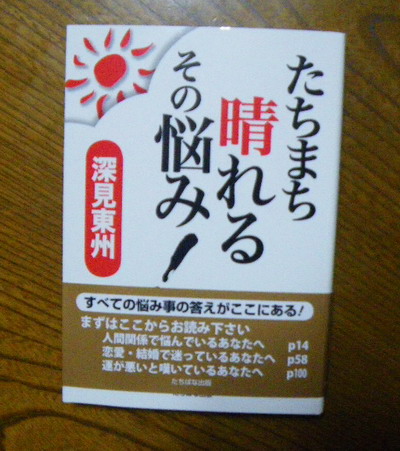 たちまち
晴れる
その悩み!
深見東州
すべての悩み事の答えがここにある!
まずはここからお読み下さい
人間関係で悩んでいるあなたへ p14
恋愛・結婚で迷っているあなたへ p58
運が悪いと嘆いているあなたへ p100
たちばな出版